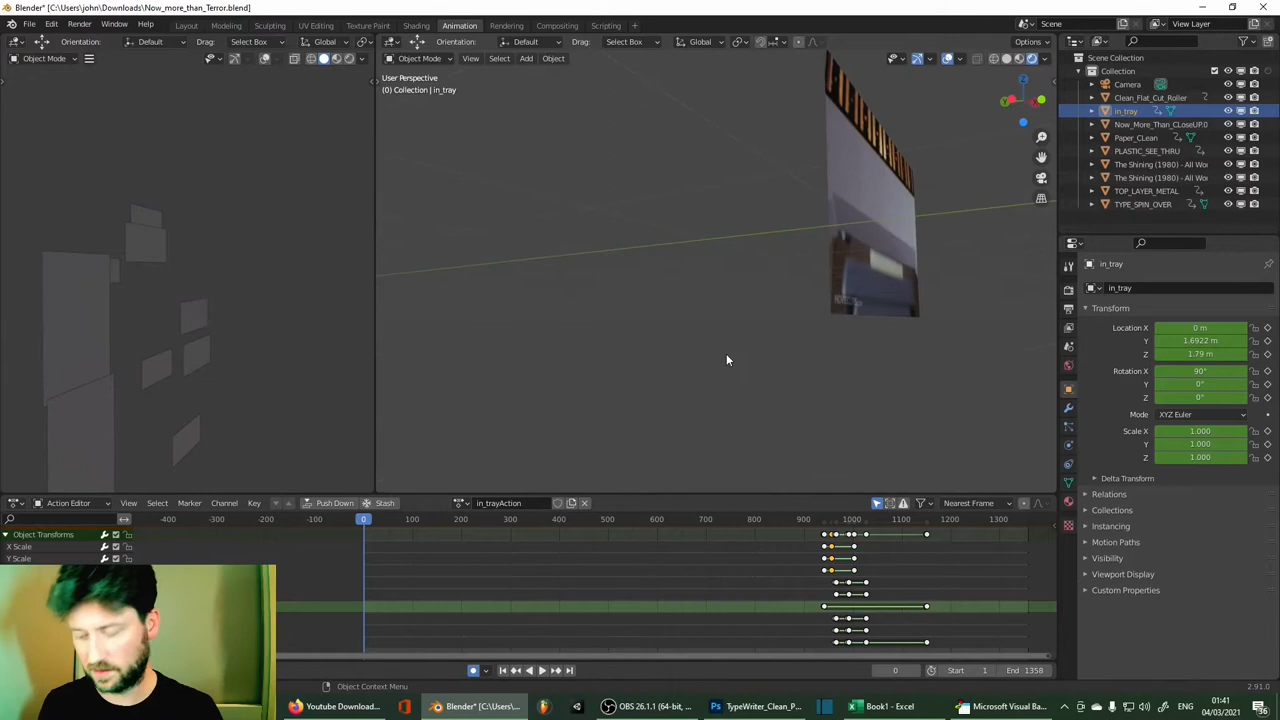 Blender* [C:\Users\john\Downloads\Now_more_than_Terror.blend]
File Edit Render Window Help Layout Modeling Sculpting UV Editing Texture Paint Shading Animation Rendering Compositing Scripting + Scene View Layer
Orientation: Default Drag: Select Box Global Orientation: Default Drag: Select Box Global Options
Object Mode Object Mode View Select Add Object
User Perspective
(0) Collection | in_tray
Scene Collection
Collection
Camera
Clean_Flat_Cut_Roller
in_tray
Now_More_Than_CLoseUP.0
Paper_CLean
PLASTIC_SEE_THRU
The Shining (1980) - All Wo
The Shining (1980) - All Wo
TOP_LAYER_METAL
TYPE_SPIN_OVER
in_tray
in_tray
Transform
Location X 0 m
Y 1.6922 m
Z 1.79 m
Rotation X 90°
Y 0°
Z 0°
Mode XYZ Euler
Scale X 1.000
Y 1.000
Z 1.000
Delta Transform
Relations
Collections
Instancing
Motion Paths
Visibility
Viewport Display
Custom Properties
Action Editor View Select Marker Channel Key Push Down Stash in_trayAction Nearest Frame
-400 -300 -200 -100 0 100 200 300 400 500 600 700 800 900 1000 1100 1200 1300
Object Transforms
X Scale
Y Scale
0 Start 1 End 1358
Object Context Menu 2.91.0
Youtube Download... Blender* [C:\Users\... OBS 26.1.1 (64-bit, ... TypeWriter_Clean_P... Book1 - Excel Microsoft Visual Ba... 01:41
04/03/2021